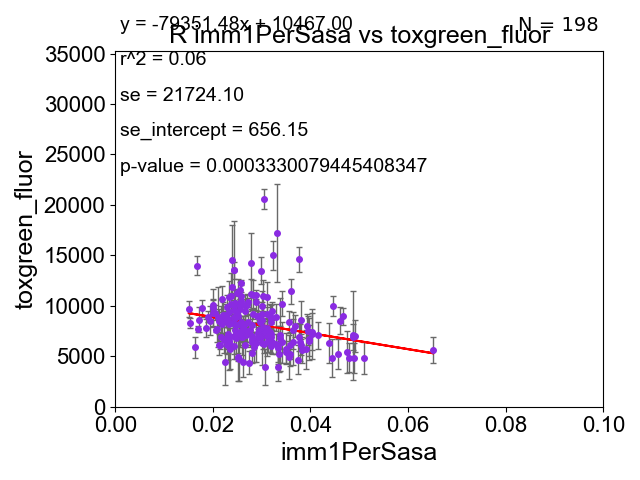 y = -79351.48x + 10467.00
N = 198
R imm1PerSasa vs toxgreen_fluor
r^2 = 0.06
se = 21724.10
se_intercept = 656.15
p-value = 0.0003330079445408347
toxgreen_fluor
35000
30000
25000
20000
15000
10000
5000
0
0.00 0.02 0.04 0.06 0.08 0.10
imm1PerSasa